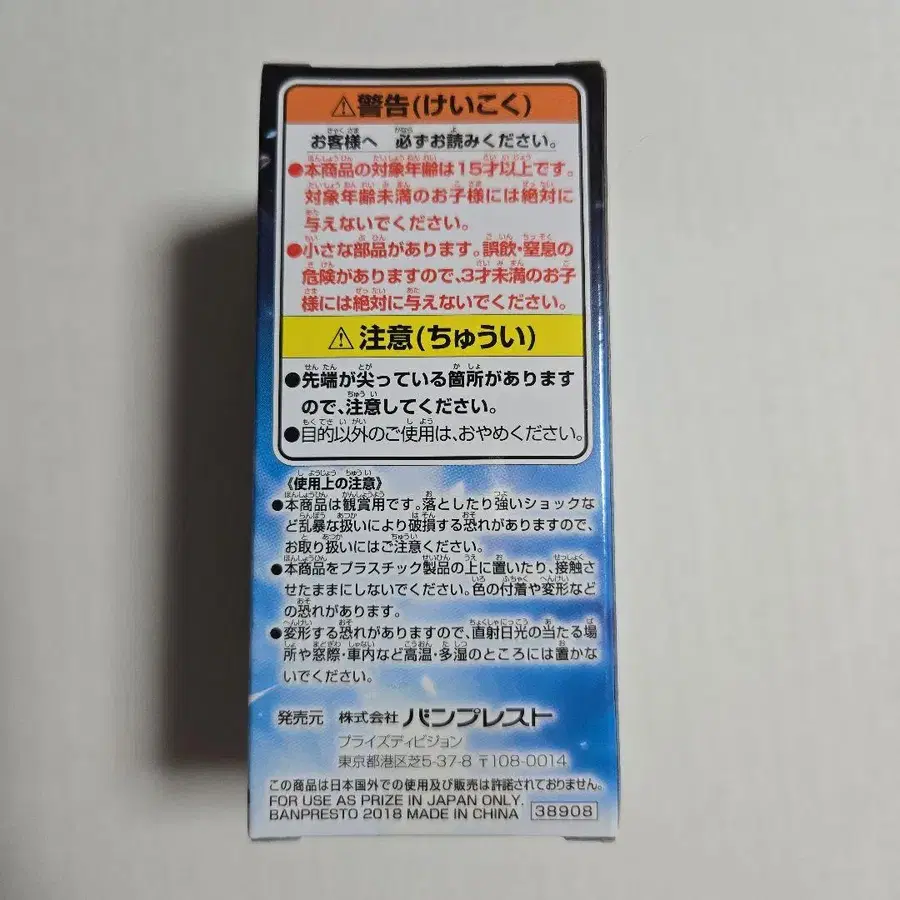 ⚠警告(けいこく)
お客様へ 必ずお読みください。
●本商品の対象年齢は15才以上です。
対象年齢未満のお子様には絶対に
与えないでください。
●小さな部品があります。誤飲・窒息の
危険がありますので、3才未満のお子
様には絶対に与えないでください。
⚠注意(ちゅうい)
●先端が尖っている箇所があります
ので、注意してください。
●目的以外のご使用は、おやめください。
《使用上の注意》
●本商品は観賞用です。落としたり強いショックな
ど乱暴な扱いにより破損する恐れがありますので、
お取り扱いにはご注意ください。
●本商品をプラスチック製品の上に置いたり、接触さ
せたままにしないでください。色の付着や変形など
の恐れがあります。
●変形する恐れがありますので、直射日光の当たる場
所や窓際・車内など高温・多湿のところには置かな
いでください。
発売元 株式会社 バンプレスト
プライズディビジョン
東京都港区芝5-37-8 〒108-0014
この商品は日本国外での使用及び販売は許諾されておりません。
FOR USE AS PRIZE IN JAPAN ONLY.
BANPRESTO 2018 MADE IN CHINA 38908